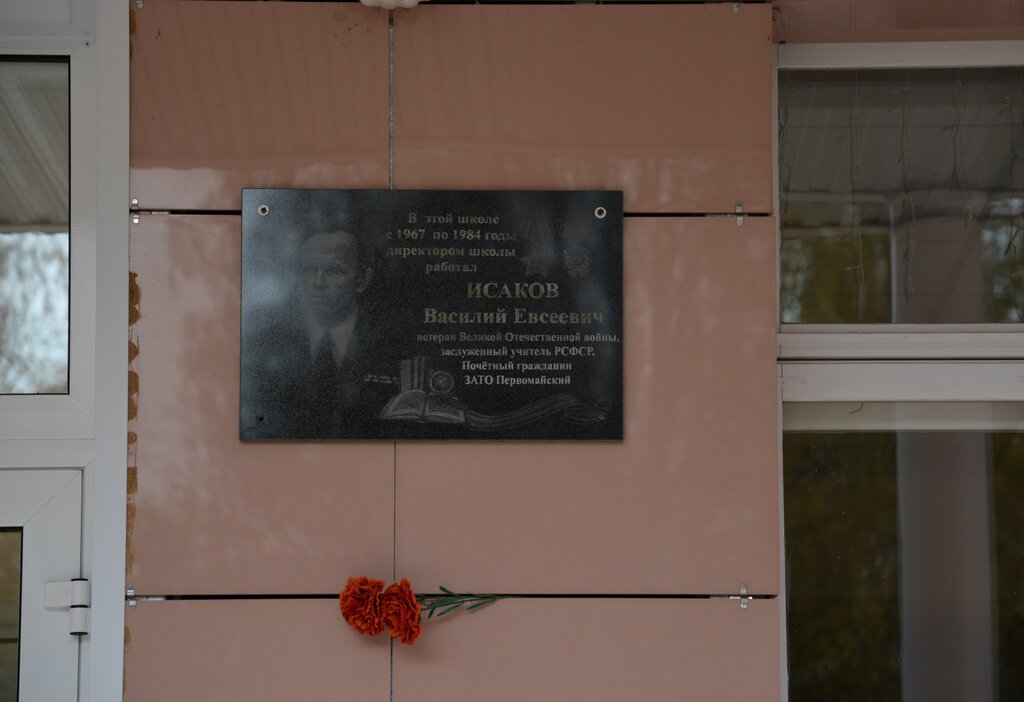 В этой школе
с 1967 по 1984 годы
директором школы
работал
ИСАКОВ
Василий Евсеевич
ветеран Великой Отечественной войны,
заслуженный учитель РСФСР,
Почётный гражданин
ЗАТО Первомайский